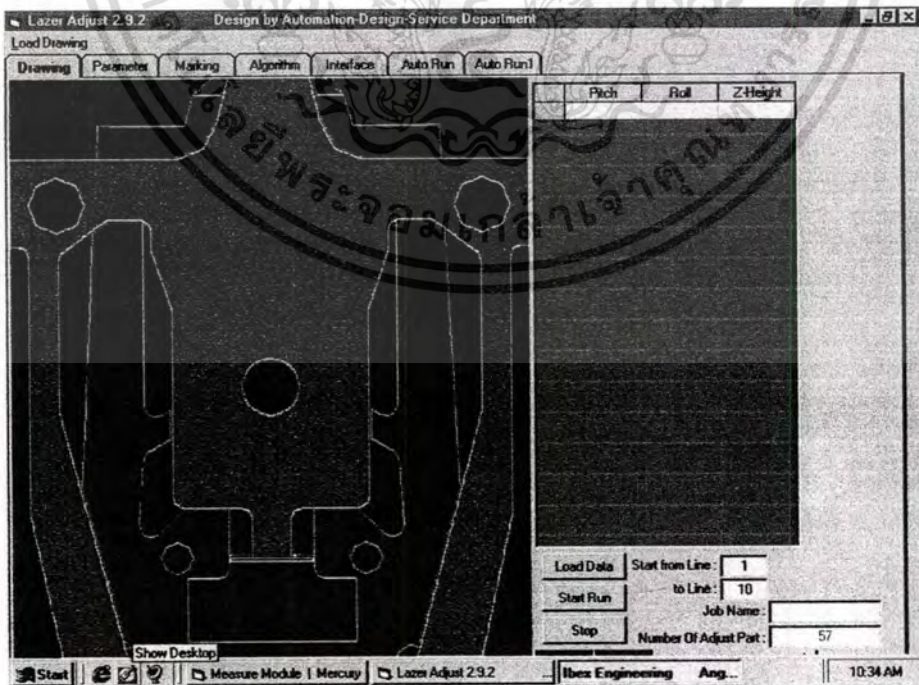 Lazer Adjust 2.9.2 Design by Automation-Design-Service Department
Load Drawing
Drawing Parameter Marking Algorithm Interface Auto Run Auto Run1
Pitch Roll Z-Height
Load Data Start from Line : 1
Start Run to Line : 10
Job Name :
Stop Number Of Adjust Part : 57
Show Desktop
Start Measure Module | Mercury Lazer Adjust 2.9.2 ... Ibex Engineering Ang... 10:34 AM